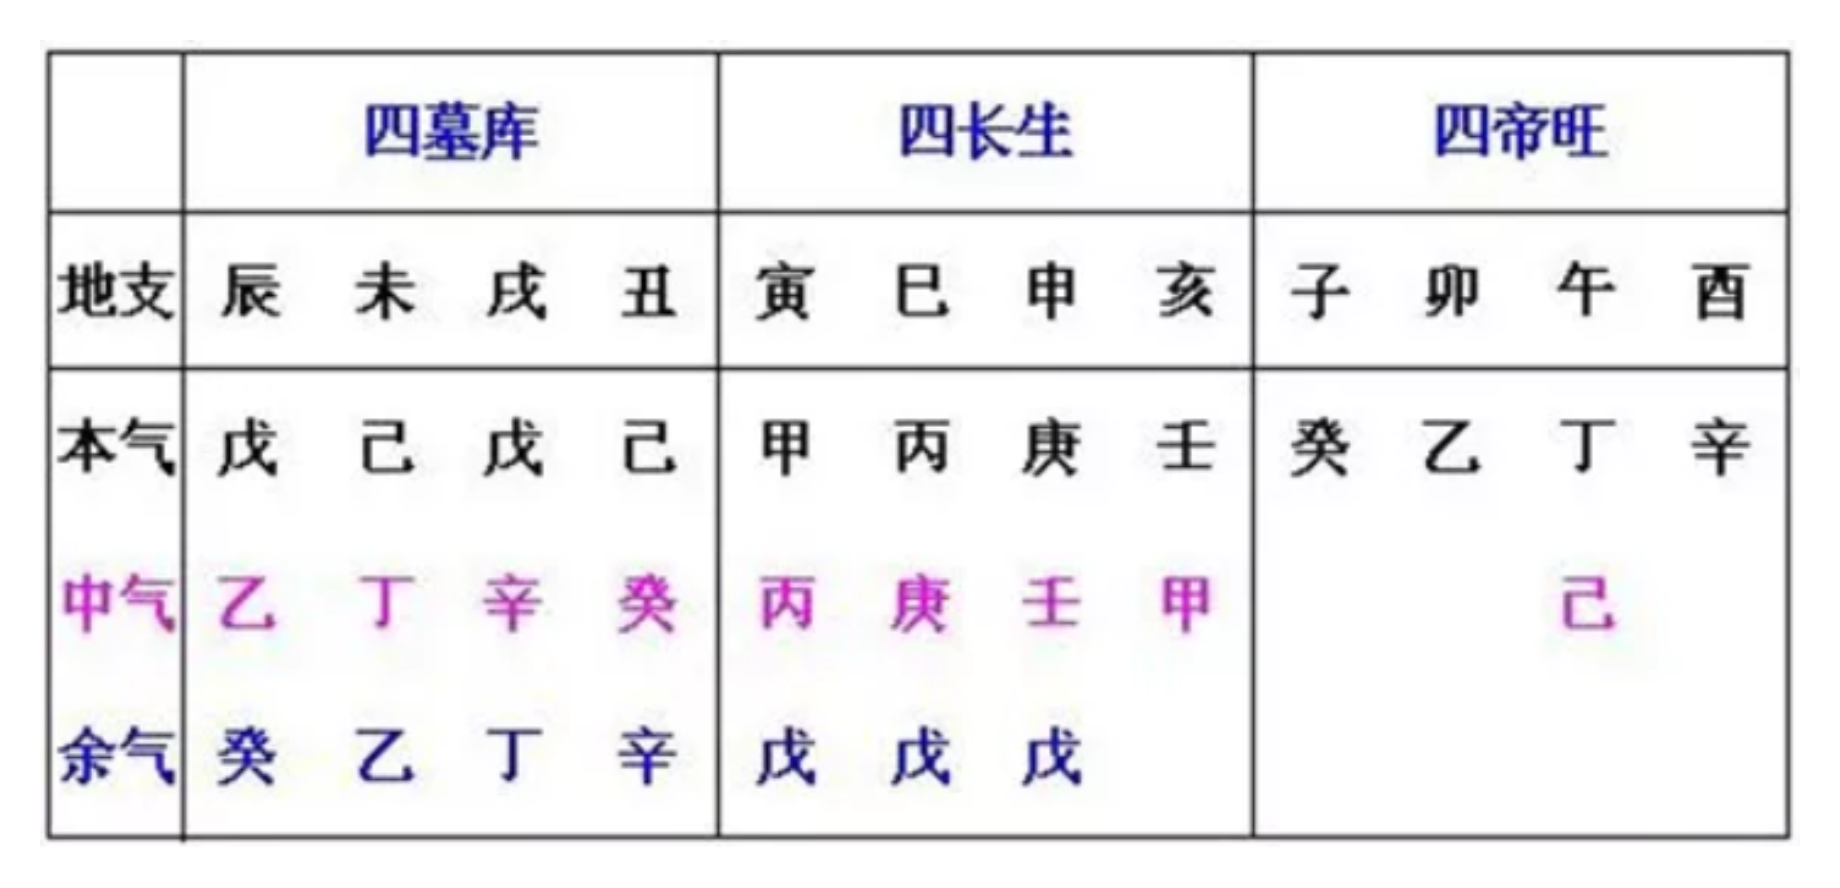 四墓库 四长生 四帝旺
地支 辰 未 戌 丑 寅 巳 申 亥 子 卯 午 酉
本气 戊 己 戊 己 甲 丙 庚 壬 癸 乙 丁 辛
中气 乙 丁 辛 癸 丙 庚 壬 甲 己
余气 癸 乙 丁 辛 戊 戊 戊